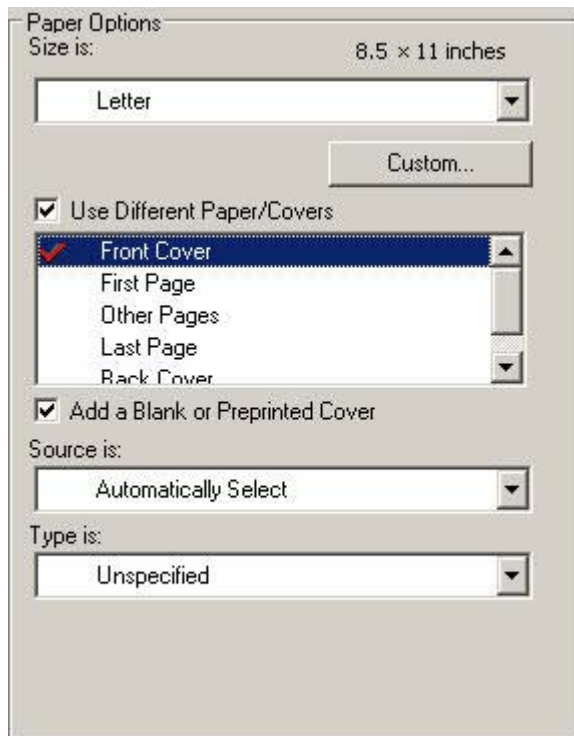 Paper Options
Size is: 8.5 × 11 inches
Letter
Custom...
Use Different Paper/Covers
Front Cover
First Page
Other Pages
Last Page
Back Cover
Add a Blank or Preprinted Cover
Source is:
Automatically Select
Type is:
Unspecified